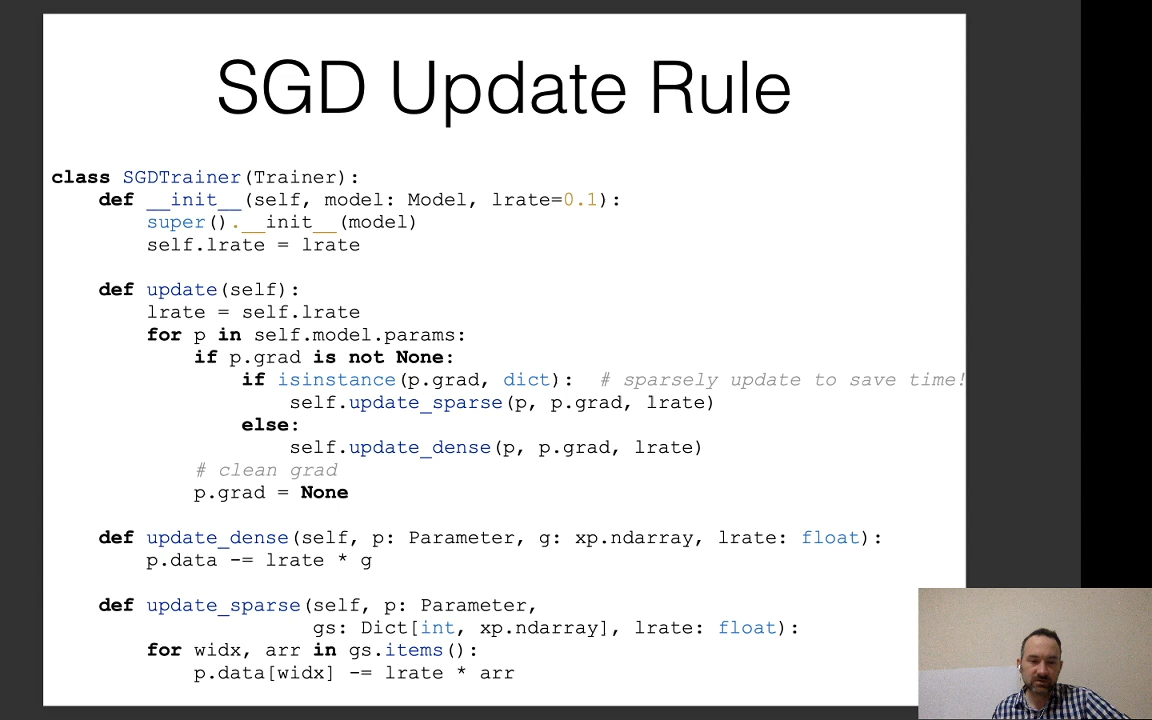 SGD Update Rule
class SGDTrainer(Trainer):
    def __init__(self, model: Model, lrate=0.1):
        super().__init__(model)
        self.lrate = lrate

    def update(self):
        lrate = self.lrate
        for p in self.model.params:
            if p.grad is not None:
                if isinstance(p.grad, dict):  # sparsely update to save time!
                    self.update_sparse(p, p.grad, lrate)
                else:
                    self.update_dense(p, p.grad, lrate)
            # clean grad
            p.grad = None

    def update_dense(self, p: Parameter, g: xp.ndarray, lrate: float):
        p.data -= lrate * g

    def update_sparse(self, p: Parameter,
                      gs: Dict[int, xp.ndarray], lrate: float):
        for widx, arr in gs.items():
            p.data[widx] -= lrate * arr